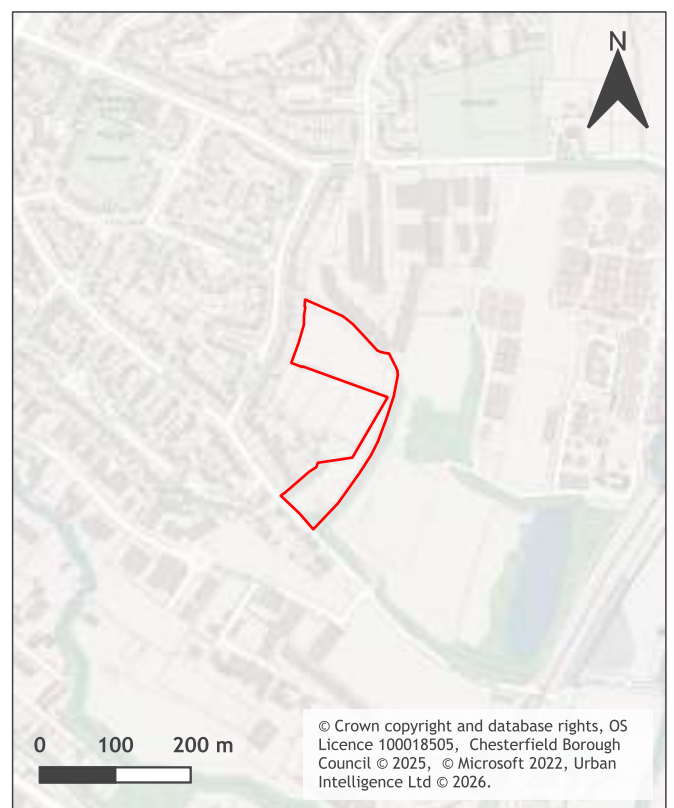 N
0 100 200 m
© Crown copyright and database rights, OS
Licence 100018505, Chesterfield Borough
Council © 2025, © Microsoft 2022, Urban
Intelligence Ltd © 2026.